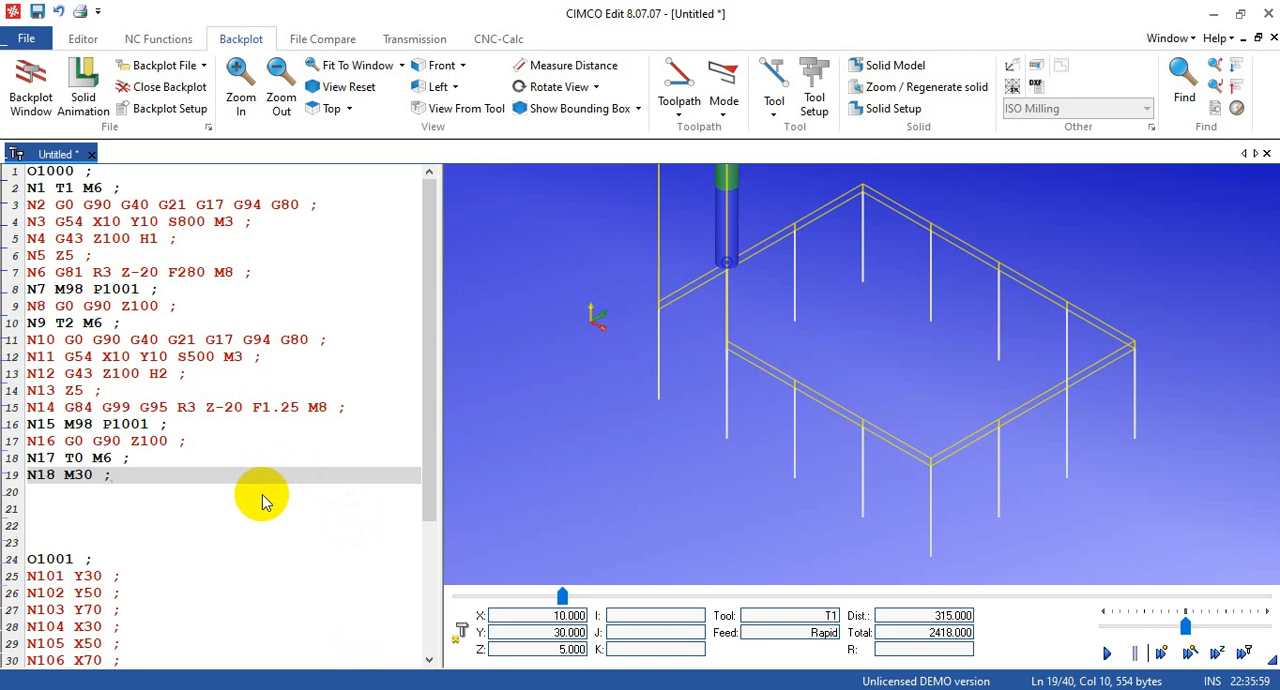 CIMCO Edit 8.07.07 - [Untitled *]
File Editor NC Functions Backplot File Compare Transmission CNC-Calc Window Help
Backplot Window
Solid Animation
Backplot File
Close Backplot
Backplot Setup
File
Zoom In
Zoom Out
Fit To Window
View Reset
Top
Front
Left
View From Tool
Measure Distance
Rotate View
Show Bounding Box
View
Toolpath
Mode
Toolpath
Tool
Tool Setup
Tool
Solid Model
Zoom / Regenerate solid
Solid Setup
Solid
DXF
ISO Milling
Other
Find
Find
Untitled *
1 O1000 ;
2 N1 T1 M6 ;
3 N2 G0 G90 G40 G21 G17 G94 G80 ;
4 N3 G54 X10 Y10 S800 M3 ;
5 N4 G43 Z100 H1 ;
6 N5 Z5 ;
7 N6 G81 R3 Z-20 F280 M8 ;
8 N7 M98 P1001 ;
9 N8 G0 G90 Z100 ;
10 N9 T2 M6 ;
11 N10 G0 G90 G40 G21 G17 G94 G80 ;
12 N11 G54 X10 Y10 S500 M3 ;
13 N12 G43 Z100 H2 ;
14 N13 Z5 ;
15 N14 G84 G99 G95 R3 Z-20 F1.25 M8 ;
16 N15 M98 P1001 ;
17 N16 G0 G90 Z100 ;
18 N17 T0 M6 ;
19 N18 M30 ;
20
21
22
23
24 O1001 ;
25 N101 Y30 ;
26 N102 Y50 ;
27 N103 Y70 ;
28 N104 X30 ;
29 N105 X50 ;
30 N106 X70 ;
X: 10.000 I: Tool: T1 Dist.: 315.000
Y: 30.000 J: Feed: Rapid Total: 2418.000
Z: 5.000 K: R:
Unlicensed DEMO version Ln 19/40, Col 10, 554 bytes INS 22:35:59